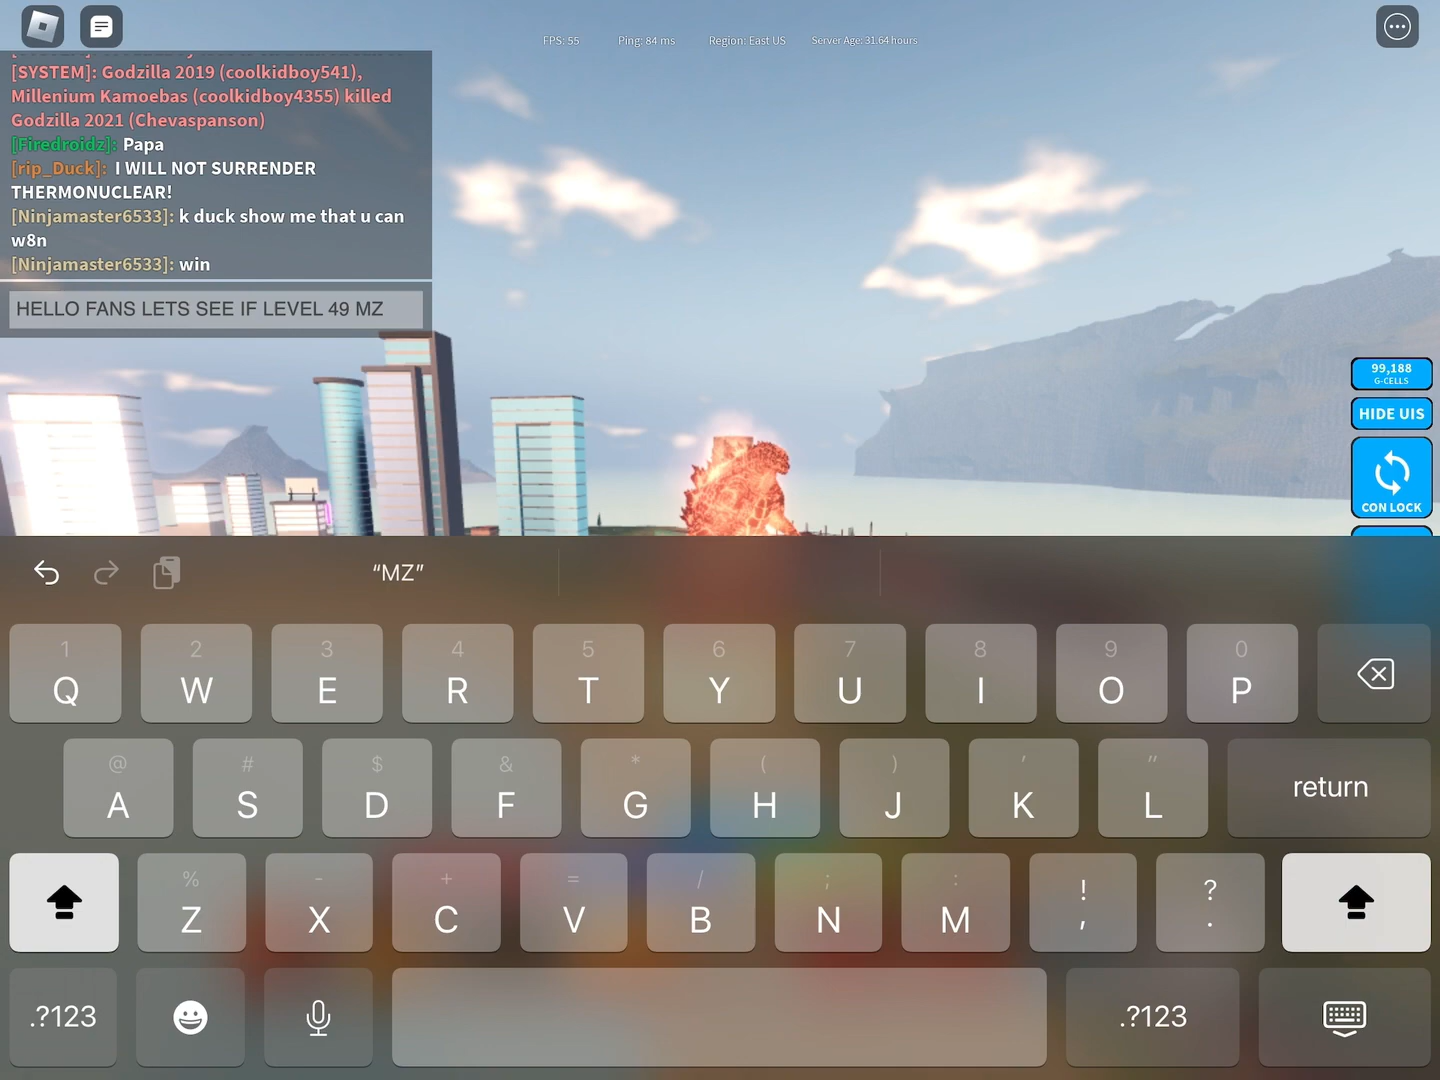 FPS: 55 Ping: 84 ms Region: East US Server Age: 31.64 hours
[SYSTEM]: Godzilla 2019 (coolkidboy541),
Millenium Kamoebas (coolkidboy4355) killed
Godzilla 2021 (Chevaspanson)
[Firedroidz]: Papa
[rip_Duck]: I WILL NOT SURRENDER
THERMONUCLEAR!
[Ninjamaster6533]: k duck show me that u can
w8n
[Ninjamaster6533]: win
HELLO FANS LETS SEE IF LEVEL 49 MZ
99,188
G-CELLS
HIDE UIS
CON LOCK
“MZ”
1 2 3 4 5 6 7 8 9 0
Q W E R T Y U I O P
@ # $ & * ( ) ' "
A S D F G H J K L return
% - + = / ; : ! ?
Z X C V B N M , .
.?123 .?123